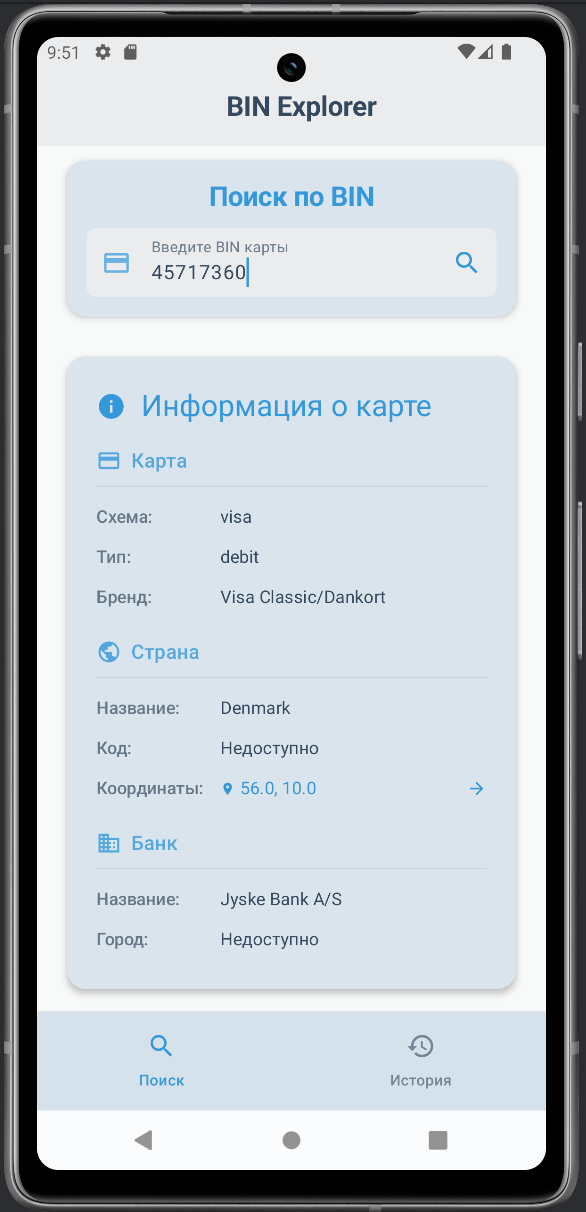 9:51
BIN Explorer
Поиск по BIN
Введите BIN карты
45717360
Информация о карте
Карта
Схема: visa
Тип: debit
Бренд: Visa Classic/Dankort
Страна
Название: Denmark
Код: Недоступно
Координаты: 56.0, 10.0
Банк
Название: Jyske Bank A/S
Город: Недоступно
Поиск История